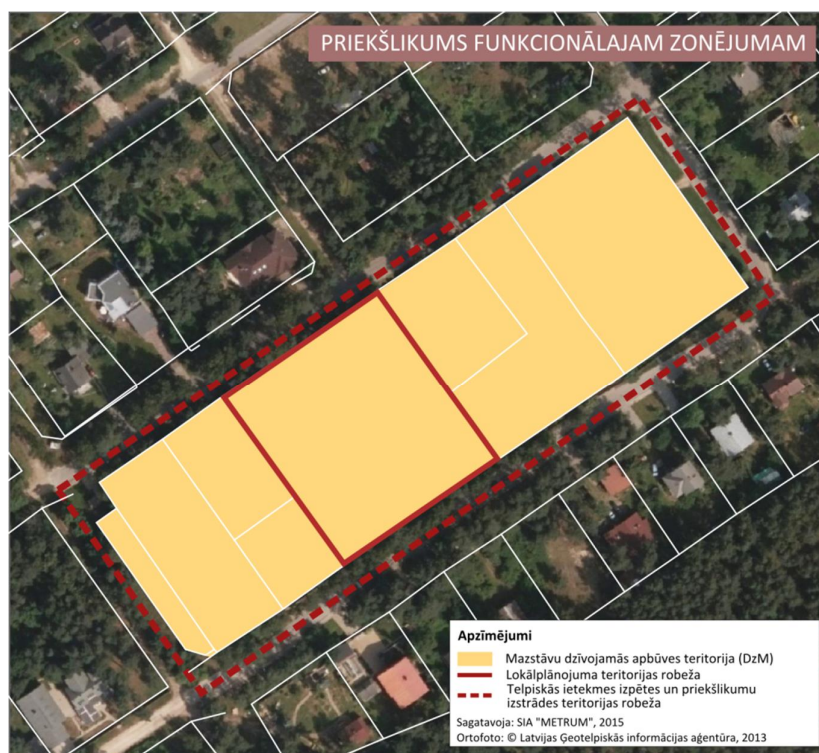 PRIEKŠLIKUMS FUNKCIONĀLAJAM ZONĒJUMAM
Apzīmējumi
Mazstāvu dzīvojamās apbūves teritorija (DzM)
Lokālplānojuma teritorijas robeža
Telpiskās ietekmes izpētes un priekšlikumu
izstrādes teritorijas robeža
Sagatavoja: SIA "METRUM", 2015
Ortofoto: © Latvijas Ģeotelpiskās informācijas aģentūra, 2013